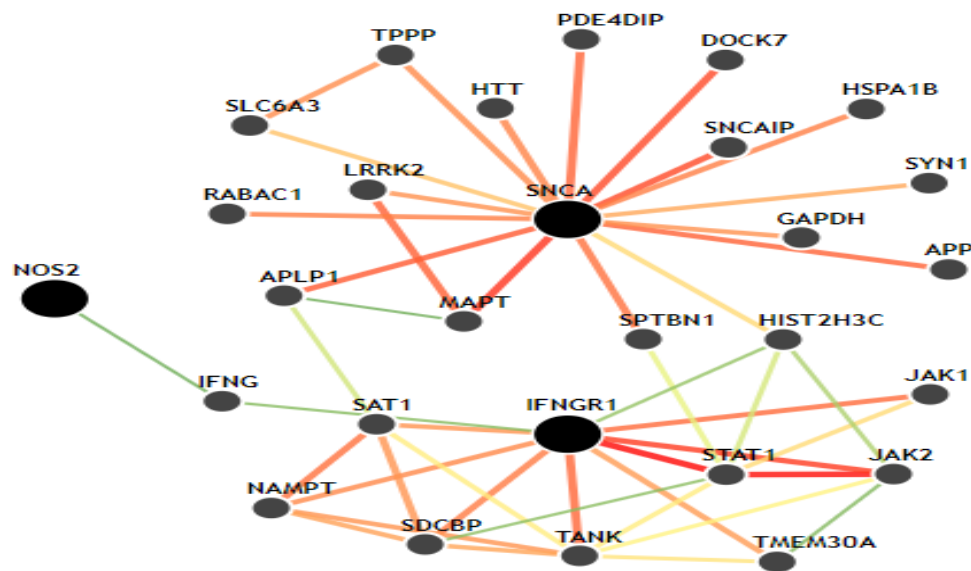 PDE4DIP
TPPP
DOCK7
HTT
HSPA1B
SLC6A3
SNCAIP
LRRK2
SNCA
SYN1
RABAC1
GAPDH
APP
NOS2
APLP1
MAPT
SPTBN1
HIST2H3C
IFNG
JAK1
SAT1
IFNGR1
STAT1
JAK2
NAMPT
SDCBP
TANK
TMEM30A